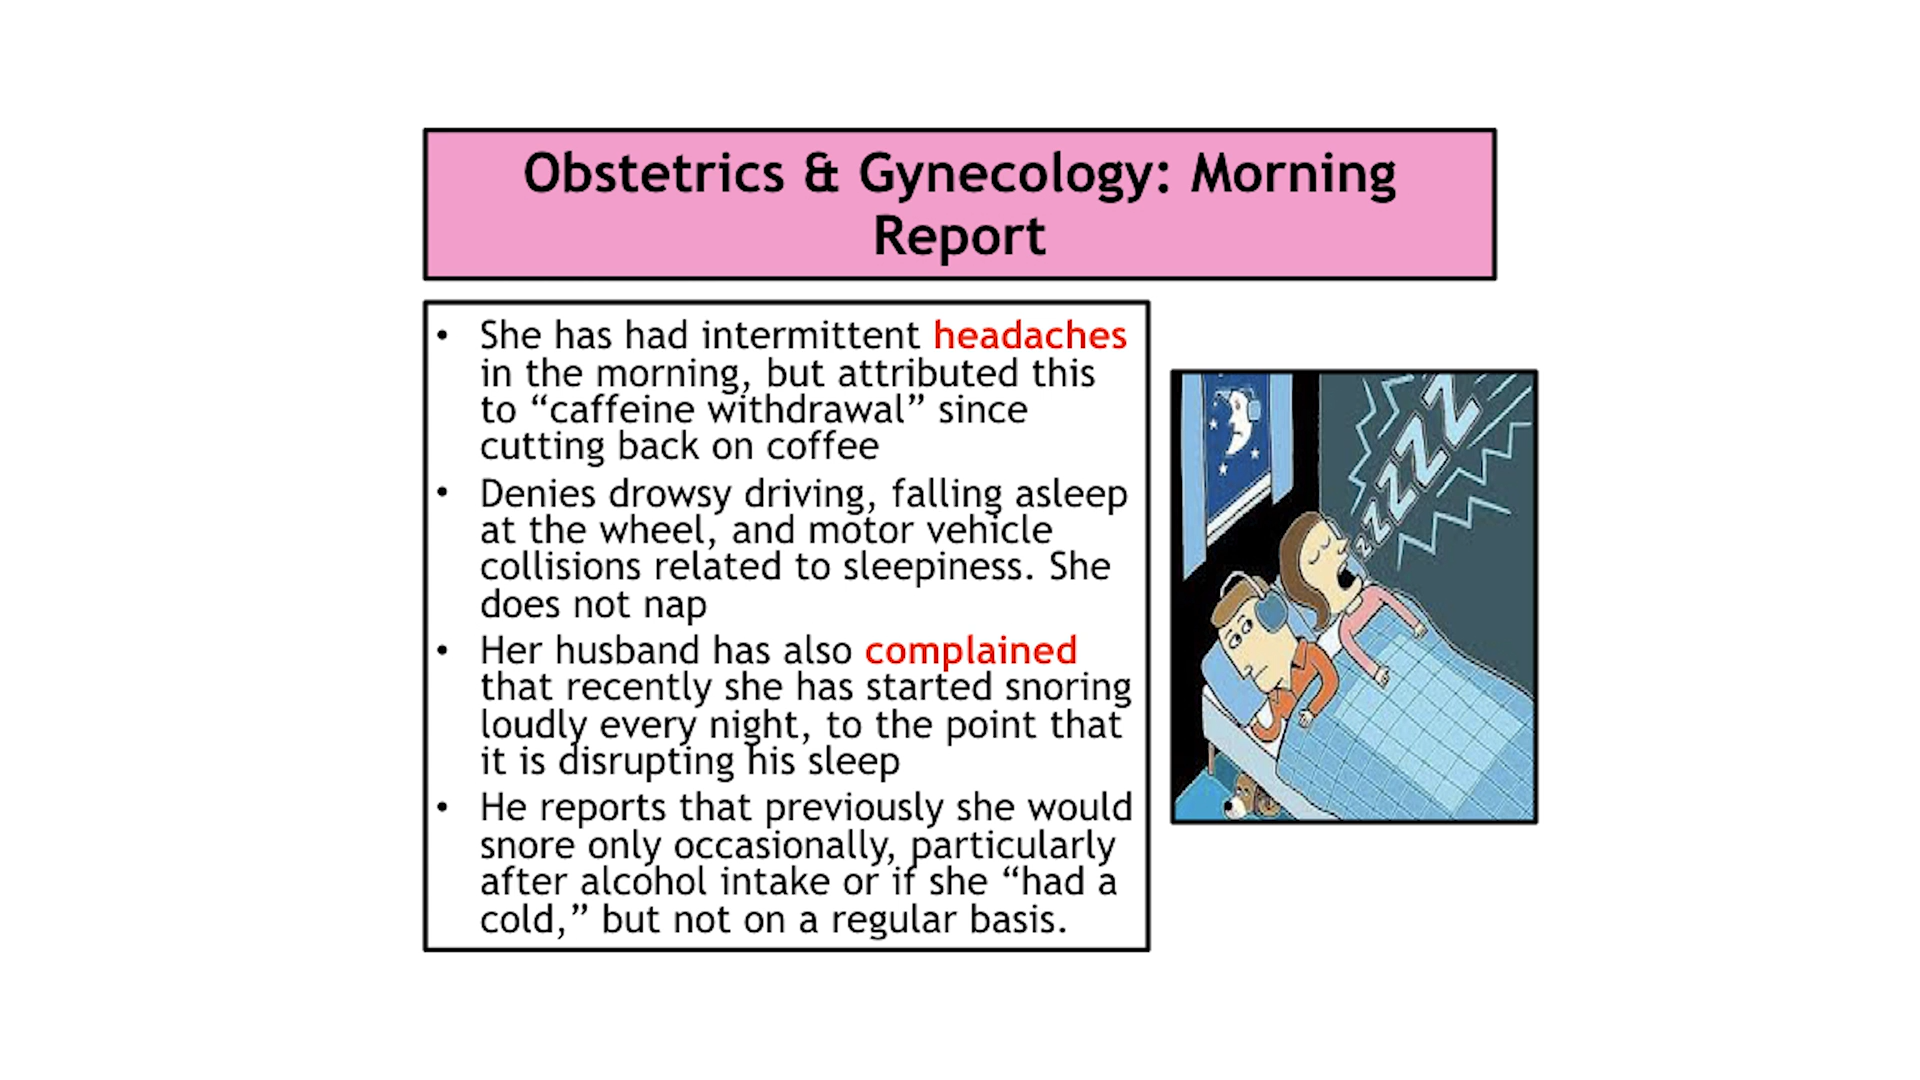 Obstetrics & Gynecology: Morning
Report
• She has had intermittent headaches
in the morning, but attributed this
to “caffeine withdrawal” since
cutting back on coffee
• Denies drowsy driving, falling asleep
at the wheel, and motor vehicle
collisions related to sleepiness. She
does not nap
• Her husband has also complained
that recently she has started snoring
loudly every night, to the point that
it is disrupting his sleep
• He reports that previously she would
snore only occasionally, particularly
after alcohol intake or if she “had a
cold,” but not on a regular basis.
zzZZZ